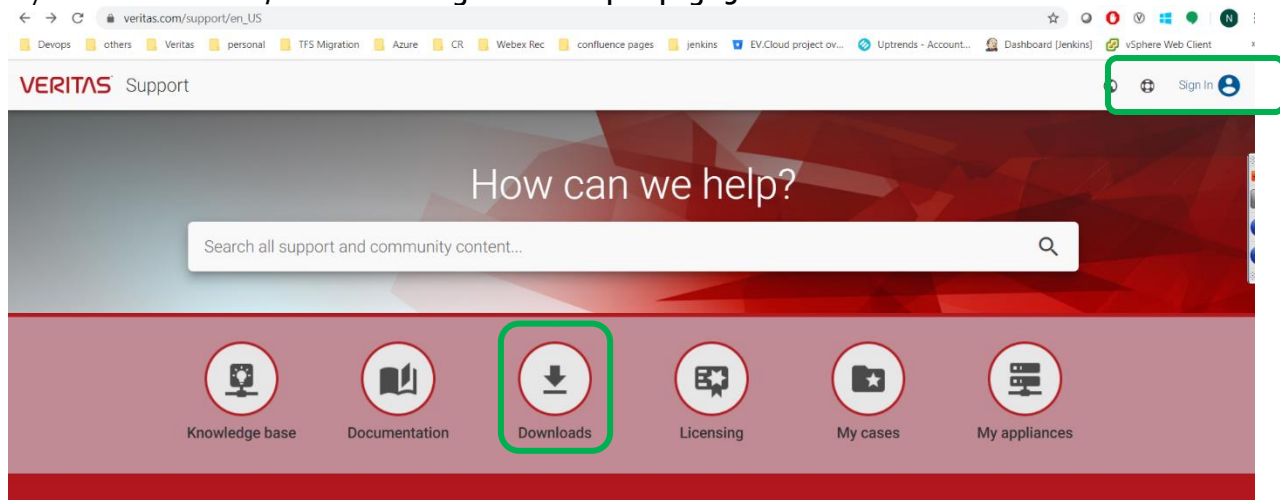 veritas.com/support/en_US
N
Devops others Veritas personal TFS Migration Azure CR Webex Rec confluence pages jenkins EV.Cloud project ov... Uptrends - Account... Dashboard [Jenkins] vSphere Web Client
VERITAS Support
Sign In
How can we help?
Search all support and community content...
Knowledge base Documentation Downloads Licensing My cases My appliances